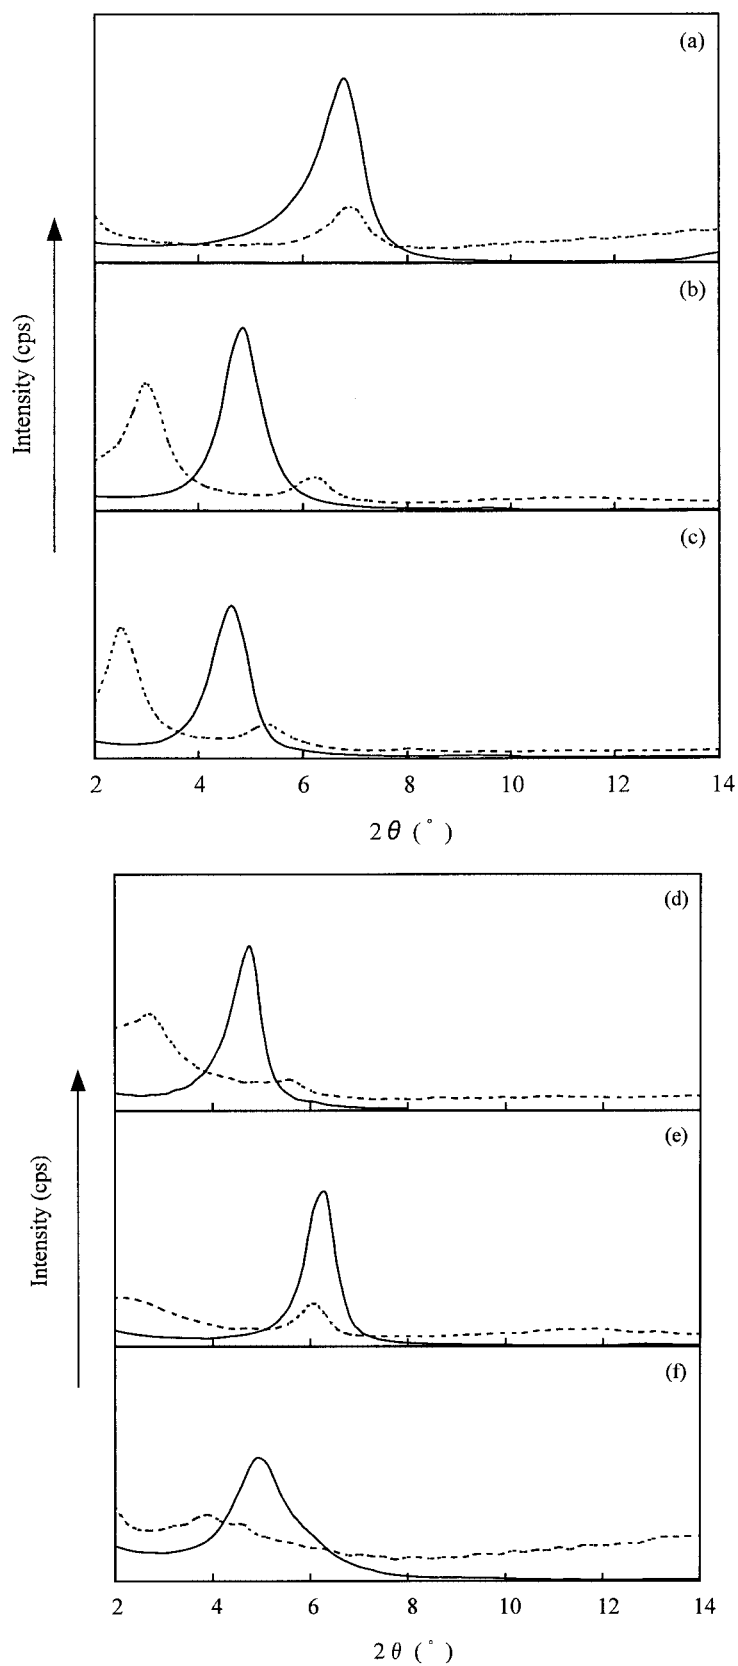 (a)
(b)
(c)
Intensity (cps)
2 4 6 8 10 12 14
2θ (°)
(d)
(e)
(f)
Intensity (cps)
2 4 6 8 10 12 14
2θ (°)